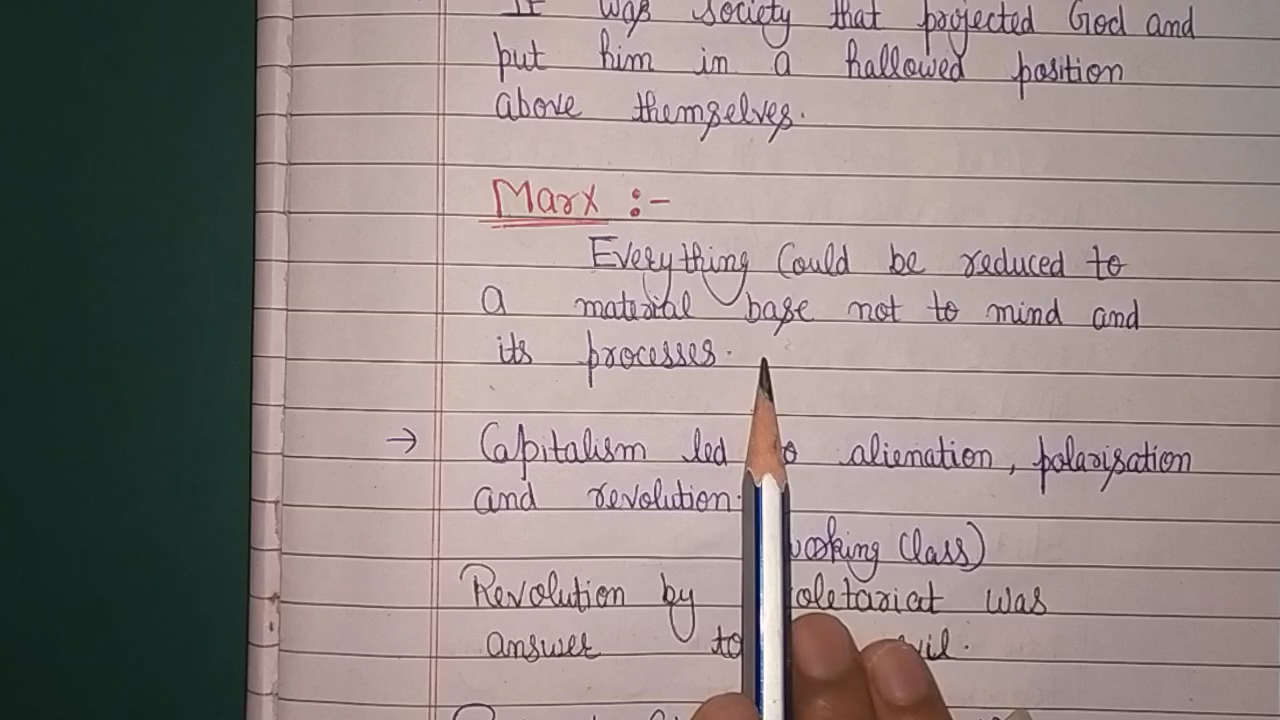 It was society that projected God and
put him in a hallowed position
above themselves.
Marx :-
Everything Could be reduced to
a material base not to mind and
its processes.
→ Capitalism led to alienation, polarisation
and revolution.
working Class)
Revolution by was
answer to